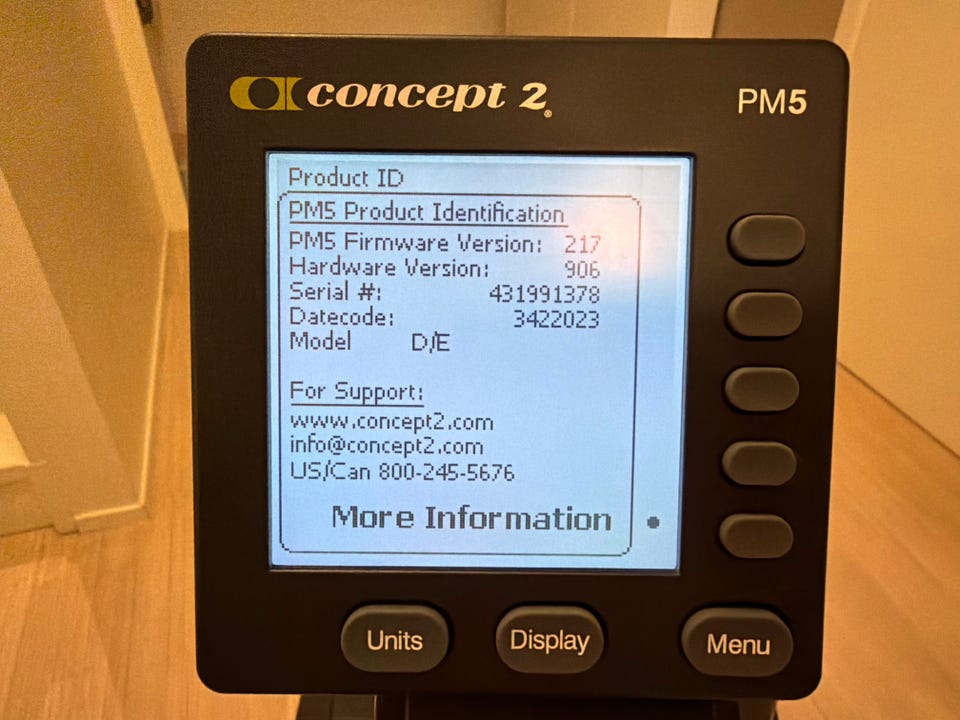 concept 2®
PM5
Product ID
PM5 Product Identification
PM5 Firmware Version: 217
Hardware Version: 906
Serial #: 431991378
Datecode: 3422023
Model D/E
For Support:
www.concept2.com
info@concept2.com
US/Can 800-245-5676
More Information
Units Display Menu